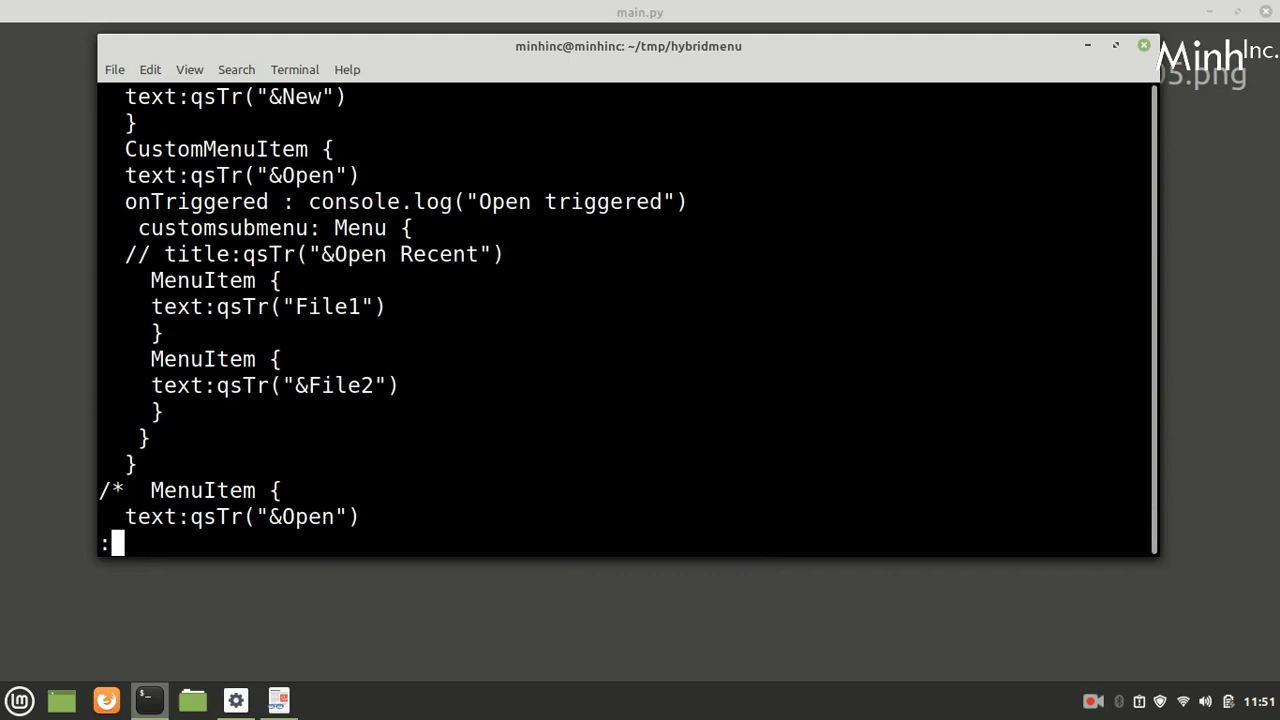 main.py
minhinc@minhinc: ~/tmp/hybridmenu
MinhInc.
05.png
File Edit View Search Terminal Help
text:qsTr("&New")
}
CustomMenuItem {
text:qsTr("&Open")
onTriggered : console.log("Open triggered")
customsubmenu: Menu {
// title:qsTr("&Open Recent")
MenuItem {
text:qsTr("File1")
}
MenuItem {
text:qsTr("&File2")
}
}
}
/* MenuItem {
text:qsTr("&Open")
:
11:51